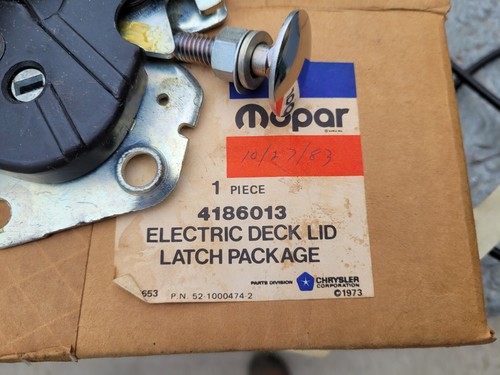 mopar
10/27/83
1 PIECE
4186013
ELECTRIC DECK LID
LATCH PACKAGE
PARTS DIVISION CHRYSLER
CORPORATION
653 P.N. 52-1000474-2 ©1973